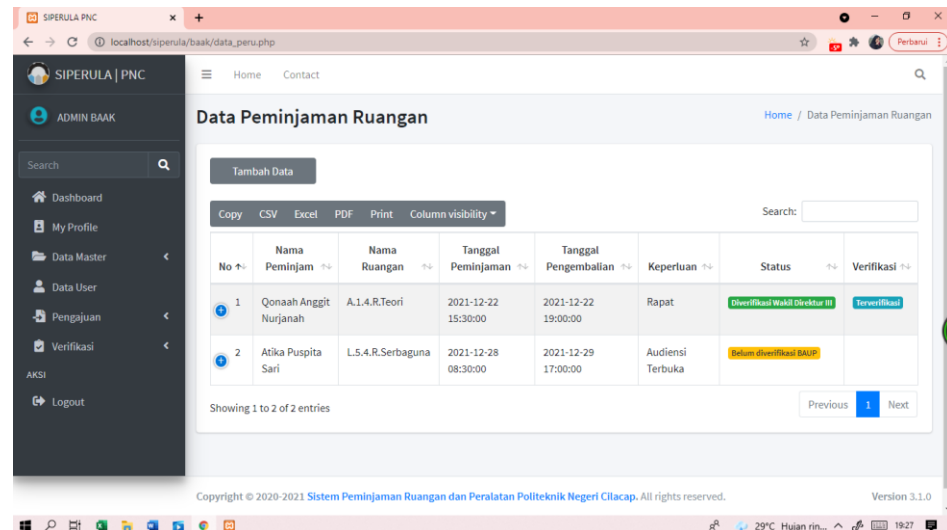 SIPERULA PNC
localhost/siperula/baak/data_peru.php
Perbarui
SIPERULA | PNC
Home Contact
ADMIN BAAK
Data Peminjaman Ruangan
Home / Data Peminjaman Ruangan
Search
Tambah Data
Dashboard
My Profile
Data Master
Data User
Pengajuan
Verifikasi
AKSI
Logout
Copy CSV Excel PDF Print Column visibility
Search:
No Nama Peminjam Nama Ruangan Tanggal Peminjaman Tanggal Pengembalian Keperluan Status Verifikasi
1 Qonaah Anggit Nurjanah A.1.4.R.Teori 2021-12-22 15:30:00 2021-12-22 19:00:00 Rapat Diverifikasi Wakil Direktur III Terverifikasi
2 Atika Puspita Sari L.5.4.R.Serbaguna 2021-12-28 08:30:00 2021-12-29 17:00:00 Audiensi Terbuka Belum diverifikasi BAUP
Showing 1 to 2 of 2 entries
Previous 1 Next
Copyright © 2020-2021 Sistem Peminjaman Ruangan dan Peralatan Politeknik Negeri Cilacap. All rights reserved.
Version 3.1.0
29°C Hujan rin... 19:27